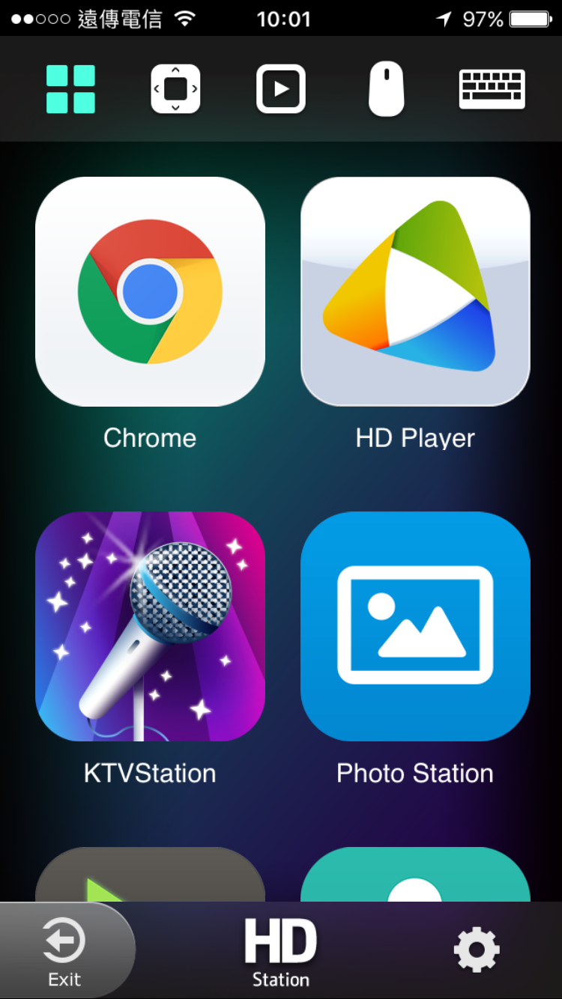 遠傳電信 10:01 97%
Chrome HD Player
KTVStation Photo Station
Exit HD Station